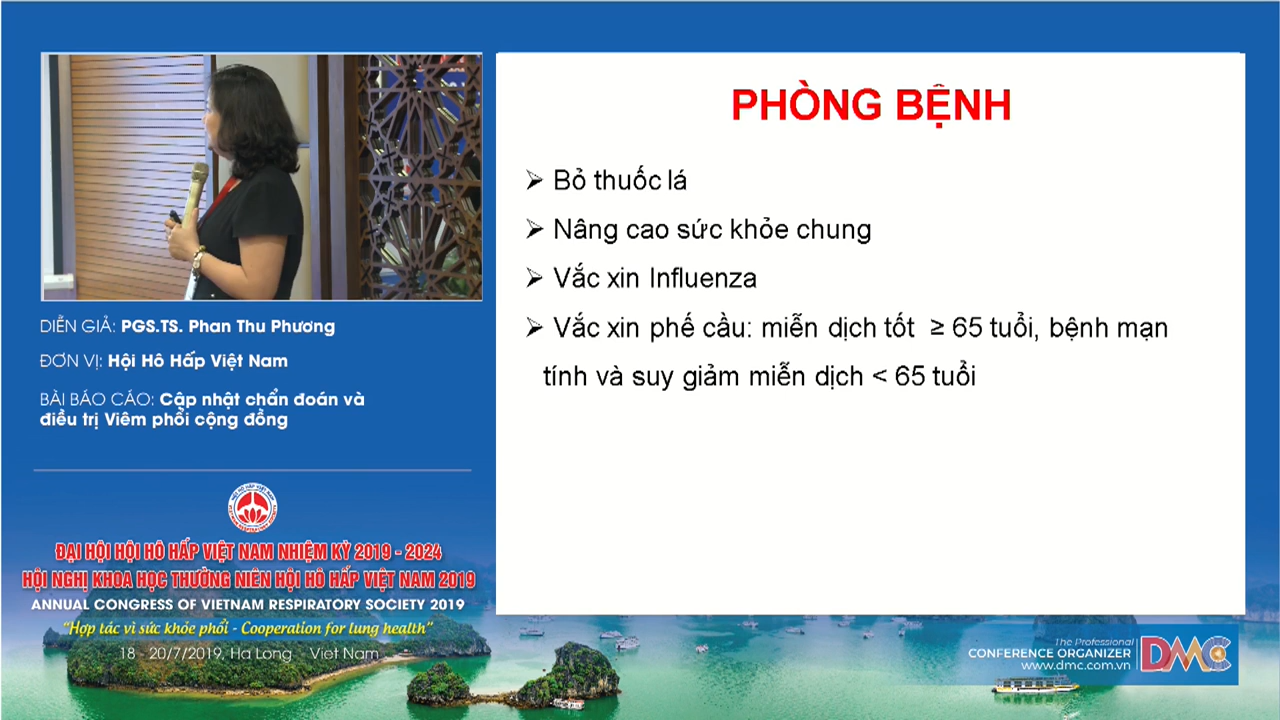 PHÒNG BỆNH
Bỏ thuốc lá
Nâng cao sức khỏe chung
Vắc xin Influenza
Vắc xin phế cầu: miễn dịch tốt ≥ 65 tuổi, bệnh mạn
tính và suy giảm miễn dịch < 65 tuổi
DIỄN GIẢ: PGS.TS. Phan Thu Phương
ĐƠN VỊ: Hội Hô Hấp Việt Nam
BÀI BÁO CÁO: Cập nhật chẩn đoán và
điều trị Viêm phổi cộng đồng
ĐẠI HỘI HỘI HÔ HẤP VIỆT NAM NHIỆM KỲ 2019 - 2024
HỘI NGHỊ KHOA HỌC THƯỜNG NIÊN HỘI HÔ HẤP VIỆT NAM 2019
ANNUAL CONGRESS OF VIETNAM RESPIRATORY SOCIETY 2019
“Hợp tác vì sức khỏe phổi - Cooperation for lung health”
18 - 20/7/2019, Ha Long Viet Nam
The Professional
CONFERENCE ORGANIZER
www.dmc.com.vn
DMC